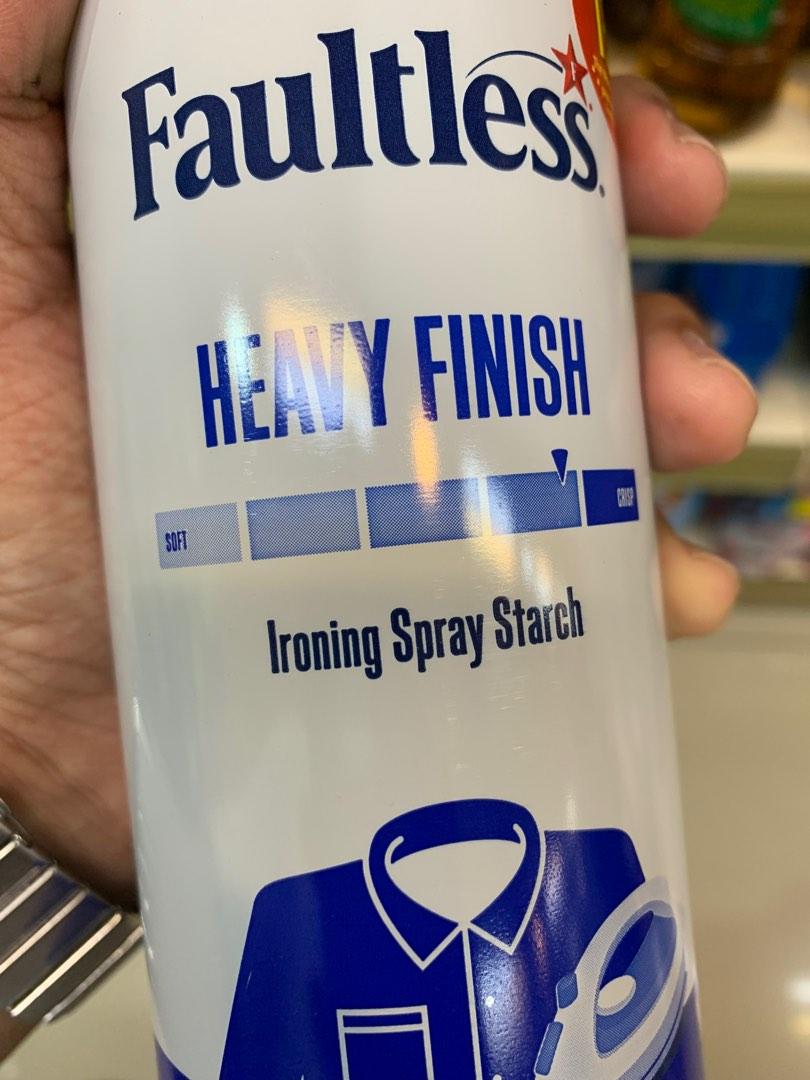 Faultless
HEAVY FINISH
SOFT CRISP
Ironing Spray Starch